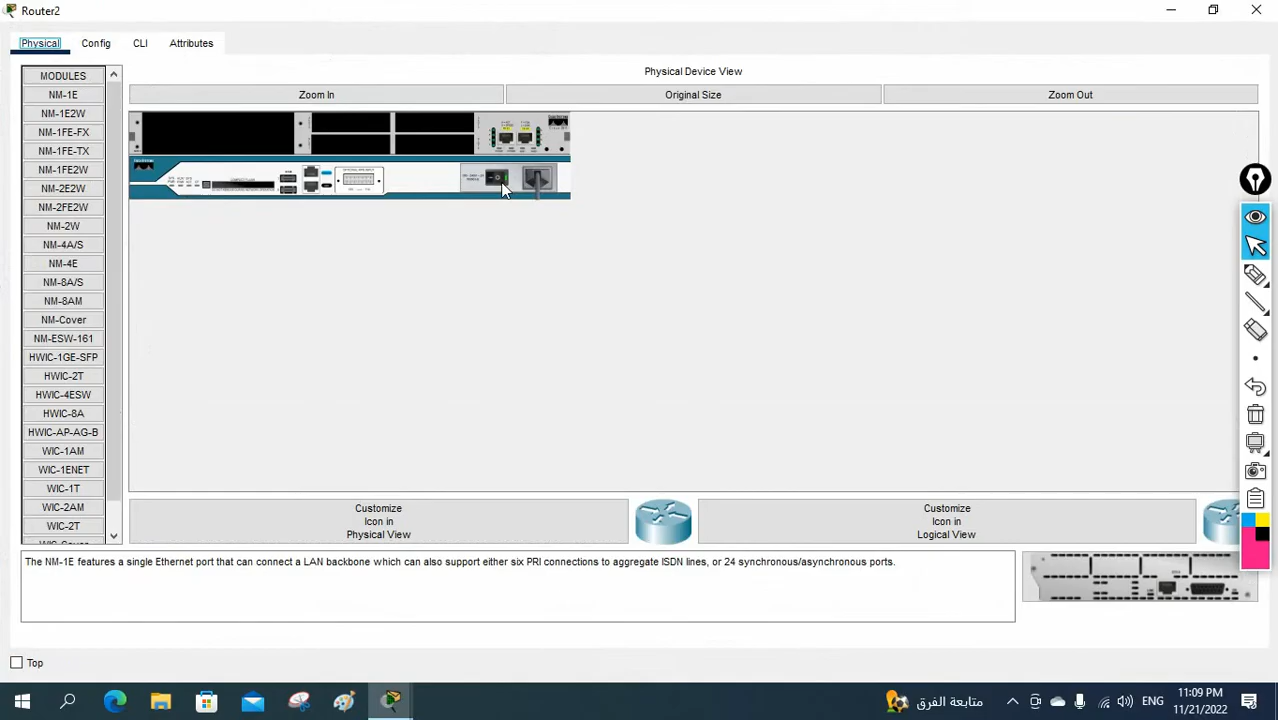 Router2
Physical
Config
CLI
Attributes
MODULES
NM-1E
NM-1E2W
NM-1FE-FX
NM-1FE-TX
NM-1FE2W
NM-2E2W
NM-2FE2W
NM-2W
NM-4A/S
NM-4E
NM-8A/S
NM-8AM
NM-Cover
NM-ESW-161
HWIC-1GE-SFP
HWIC-2T
HWIC-4ESW
HWIC-8A
HWIC-AP-AG-B
WIC-1AM
WIC-1ENET
WIC-1T
WIC-2AM
WIC-2T
Physical Device View
Zoom In
Original Size
Zoom Out
Customize
Icon in
Physical View
Customize
Icon in
Logical View
The NM-1E features a single Ethernet port that can connect a LAN backbone which can also support either six PRI connections to aggregate ISDN lines, or 24 synchronous/asynchronous ports.
Top
متابعة الفرق
ENG
11:09 PM
11/21/2022